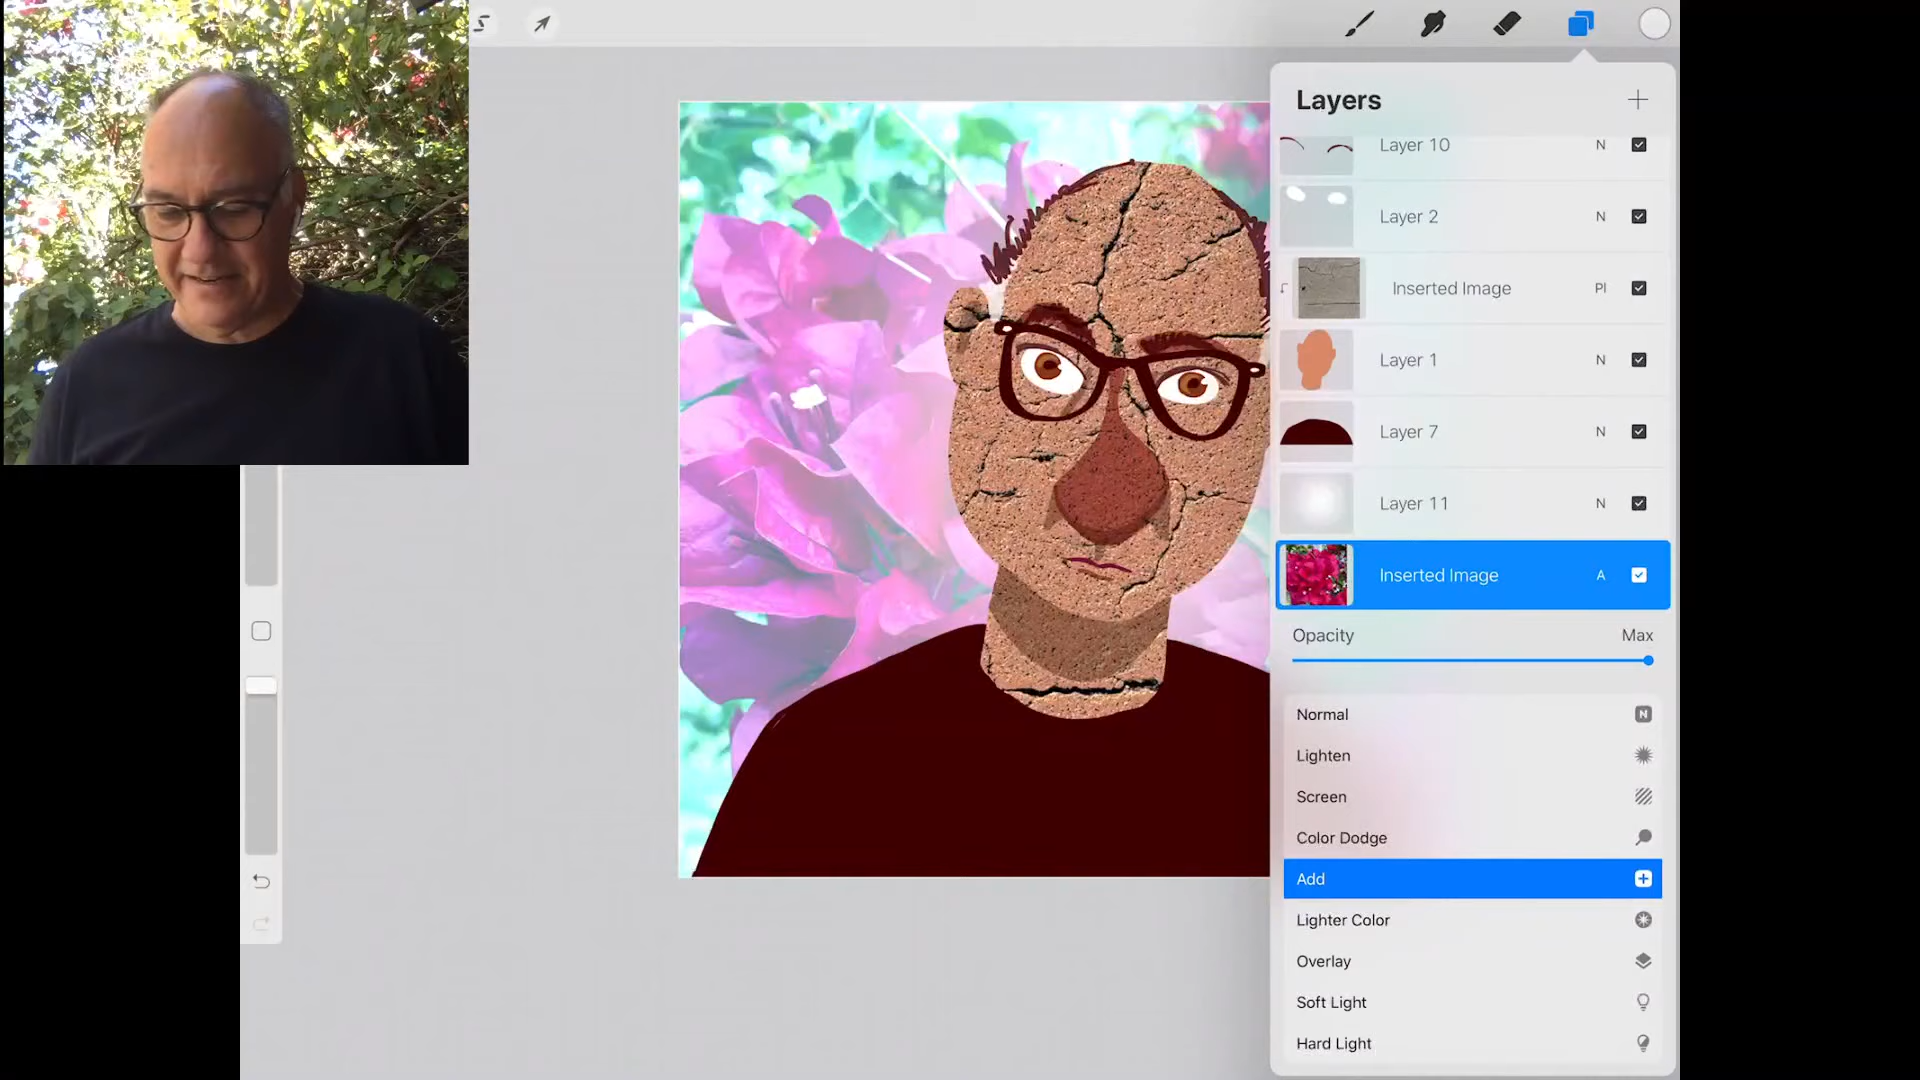 Layers
Layer 10 N
Layer 2 N
Inserted Image Pl
Layer 1 N
Layer 7 N
Layer 11 N
Inserted Image A
Opacity Max
Normal N
Lighten
Screen
Color Dodge
Add
Lighter Color
Overlay
Soft Light
Hard Light